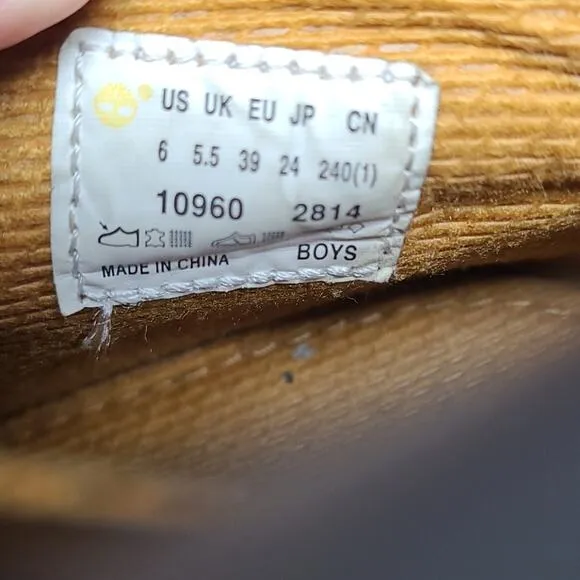 US UK EU JP CN
6 5.5 39 24 240(1)
10960 2814
MADE IN CHINA BOYS